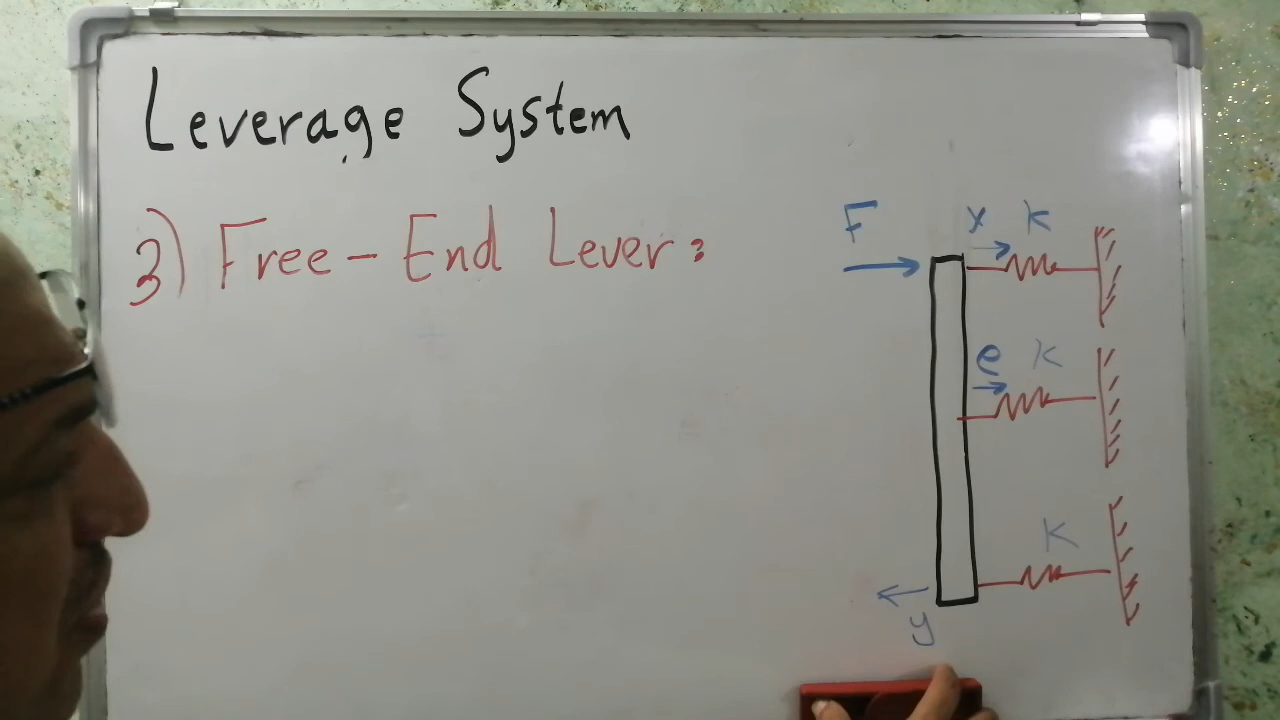 Leverage System
3) Free-End Lever:
F x k
e k
k
y